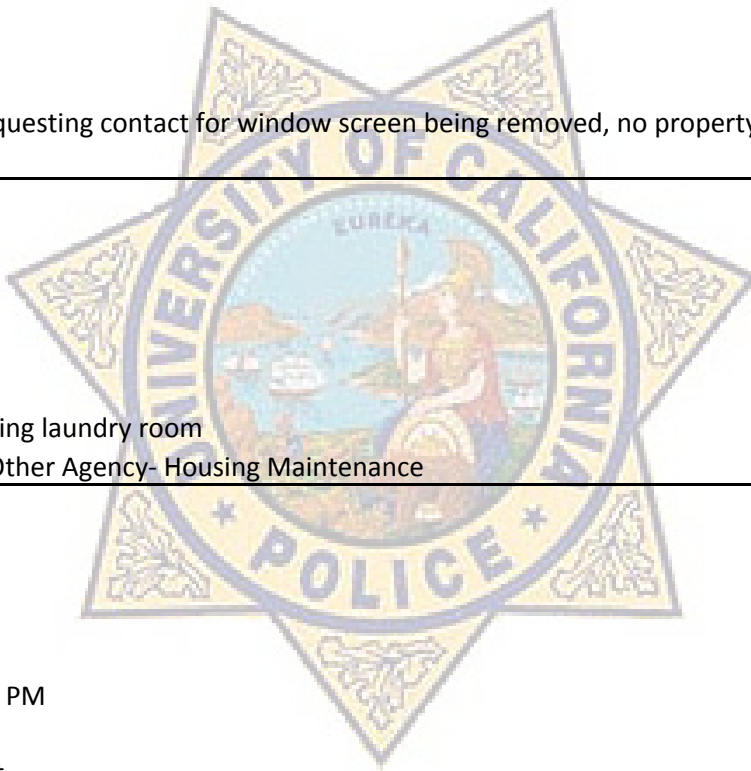 questing contact for window screen being removed, no property
UNIVERSITY OF CALIFORNIA
EUREKA
ing laundry room
Other Agency- Housing Maintenance
POLICE
PM